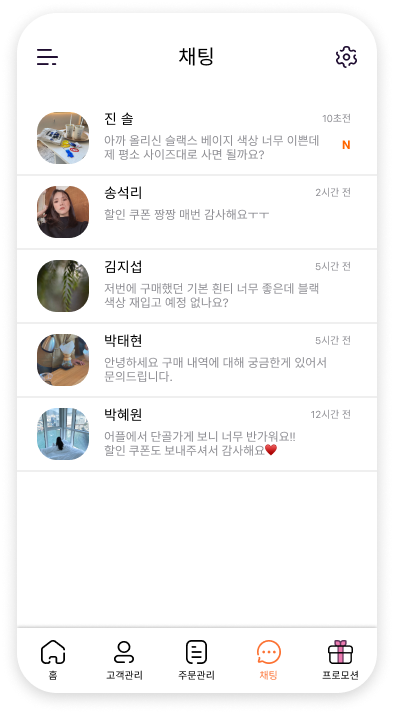 채팅
진 솔
10초전
아까 올리신 슬랙스 베이지 색상 너무 이쁜데
제 평소 사이즈대로 사면 될까요?
N
송석리
2시간 전
할인 쿠폰 짱짱 매번 감사해요ㅜㅜ
김지섭
5시간 전
저번에 구매했던 기본 흰티 너무 좋은데 블랙
색상 재입고 예정 없나요?
박태현
5시간 전
안녕하세요 구매 내역에 대해 궁금한게 있어서
문의드립니다.
박혜원
12시간 전
어플에서 단골가게 보니 너무 반가워요!!
할인 쿠폰도 보내주셔서 감사해요♥️
홈
고객관리
주문관리
채팅
프로모션